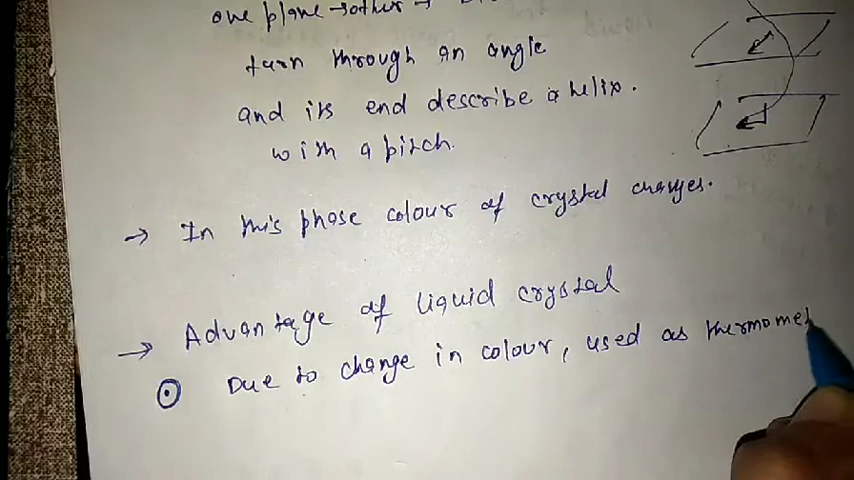 one plane → other →
turn through an angle
and its end describe a helix.
with a pitch.
→ In this phase colour of crystal changes.
→ Advantage of liquid crystal
⊙ Due to change in colour, used as thermomet